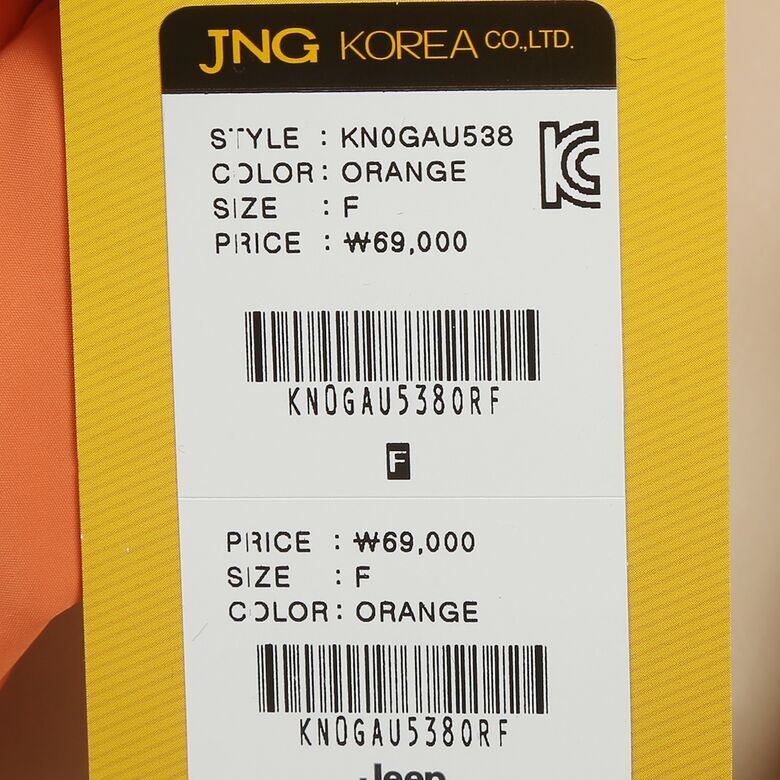 JNG KOREA CO.,LTD.
STYLE : KN0GAU538
COLOR : ORANGE
SIZE : F
PRICE : ₩69,000
KN0GAU5380RF
F
PRICE : ₩69,000
SIZE : F
COLOR : ORANGE
KN0GAU5380RF
Jeep